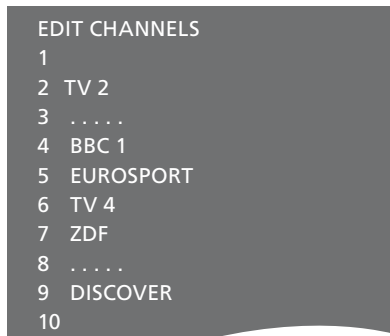 EDIT CHANNELS
1
2 TV 2
3 . . . . .
4 BBC 1
5 EUROSPORT
6 TV 4
7 ZDF
8 . . . . .
9 DISCOVER
10